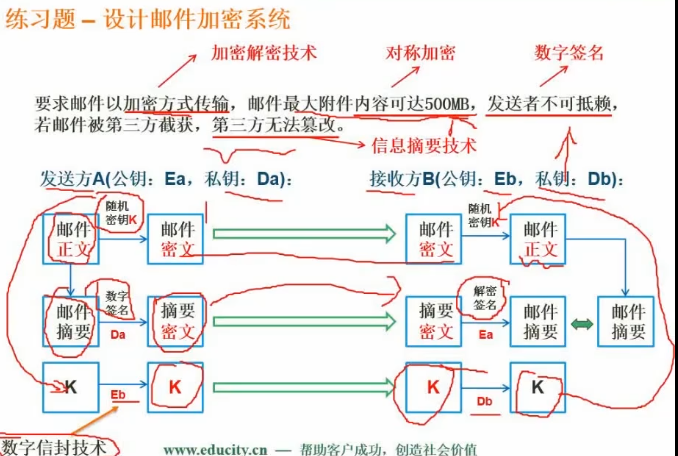 练习题 – 设计邮件加密系统
加密解密技术 对称加密 数字签名
要求邮件以加密方式传输，邮件最大附件内容可达500MB，发送者不可抵赖，
若邮件被第三方截获，第三方无法篡改。
信息摘要技术
发送方A(公钥：Ea，私钥：Da)： 接收方B(公钥：Eb，私钥：Db)：
邮件正文 随机密钥K 邮件密文 邮件密文 随机密钥K 邮件正文
邮件摘要 数字签名 Da 摘要密文 摘要密文 解密签名 Ea 邮件摘要 邮件摘要
K Eb K K Db K
数字信封技术
www.educity.cn — 帮助客户成功，创造社会价值